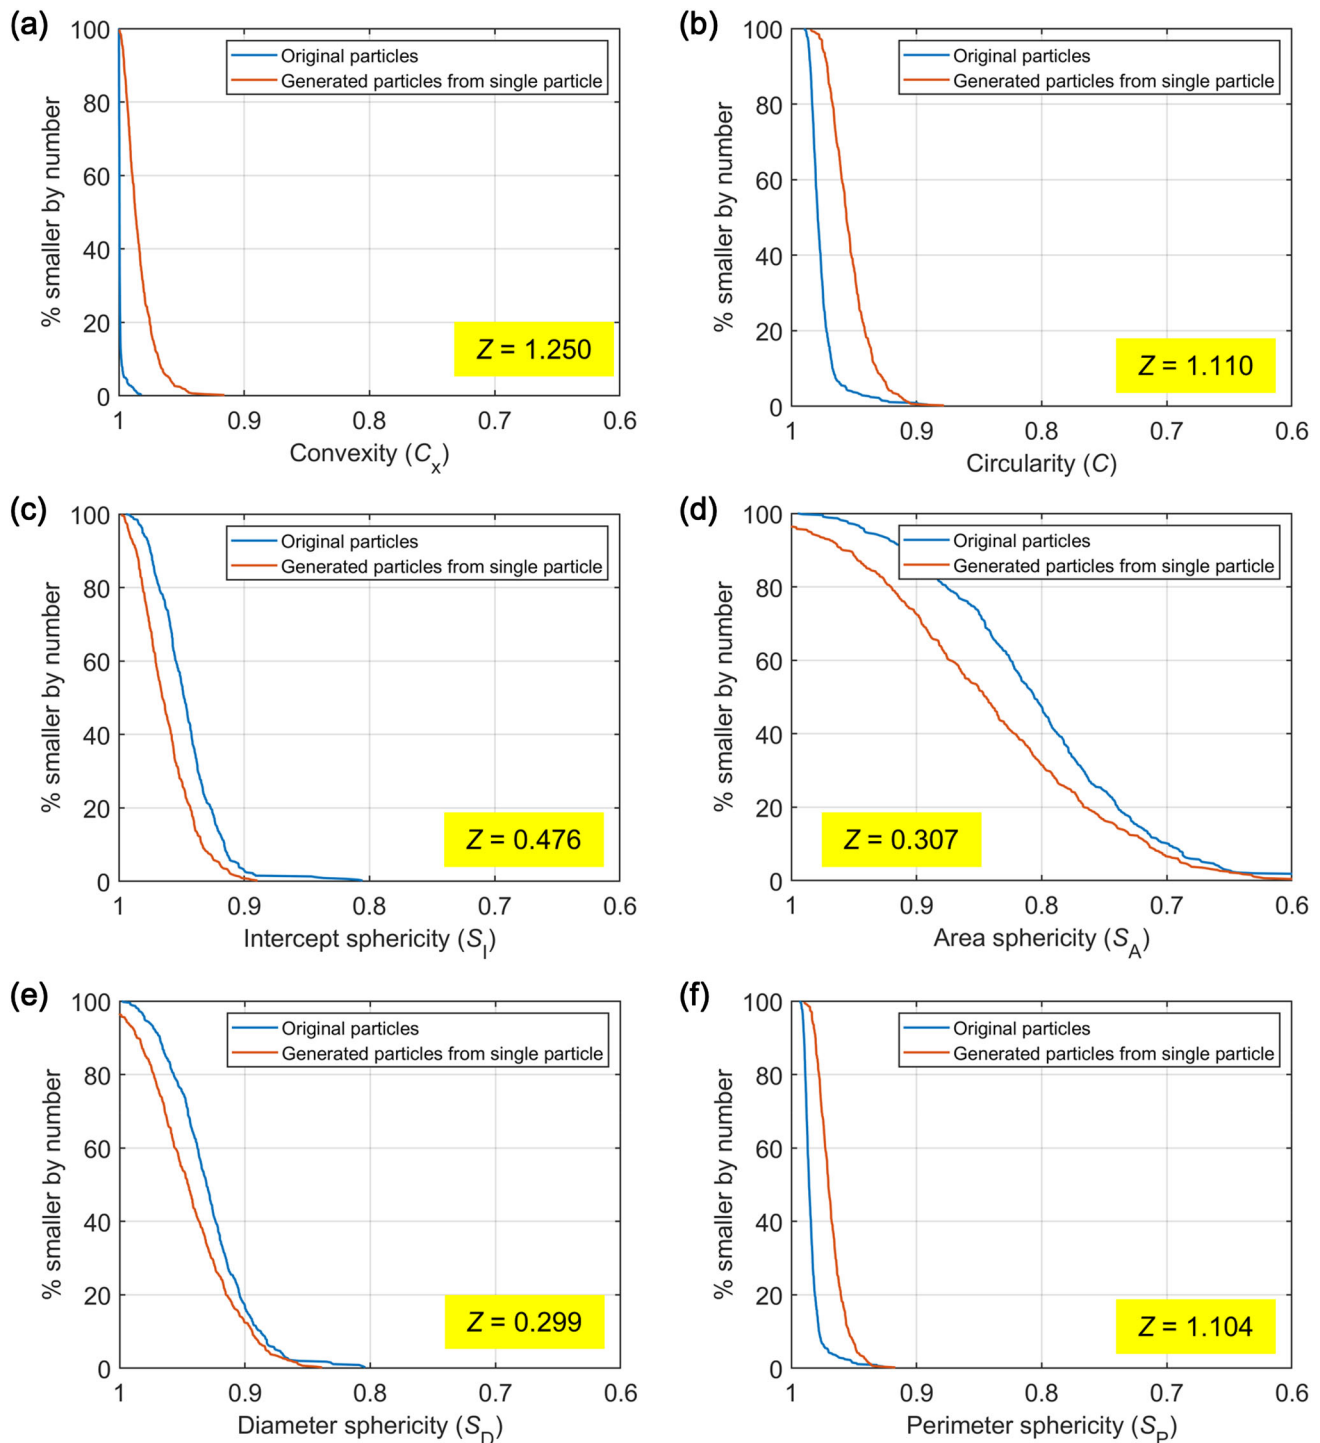 (a)
100
80
60
40
20
0
% smaller by number
Original particles
Generated particles from single particle
Z = 1.250
1 0.9 0.8 0.7 0.6
Convexity (Cx)
(b)
100
80
60
40
20
0
% smaller by number
Original particles
Generated particles from single particle
Z = 1.110
1 0.9 0.8 0.7 0.6
Circularity (C)
(c)
100
80
60
40
20
0
% smaller by number
Original particles
Generated particles from single particle
Z = 0.476
1 0.9 0.8 0.7 0.6
Intercept sphericity (SI)
(d)
100
80
60
40
20
0
% smaller by number
Original particles
Generated particles from single particle
Z = 0.307
1 0.9 0.8 0.7 0.6
Area sphericity (SA)
(e)
100
80
60
40
20
0
% smaller by number
Original particles
Generated particles from single particle
Z = 0.299
1 0.9 0.8 0.7 0.6
Diameter sphericity (SD)
(f)
100
80
60
40
20
0
% smaller by number
Original particles
Generated particles from single particle
Z = 1.104
1 0.9 0.8 0.7 0.6
Perimeter sphericity (SP)